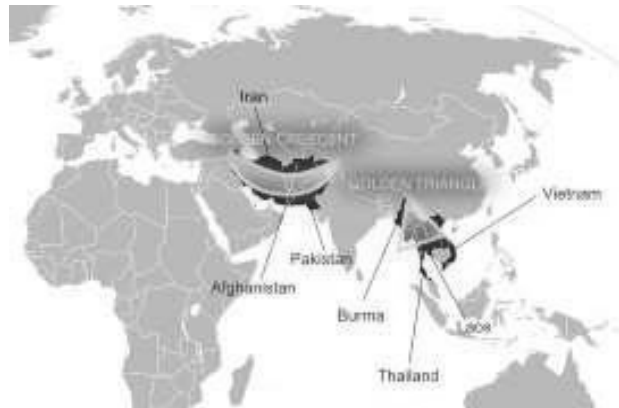 Iran
GOLDEN CRESCENT
GOLDEN TRIANGLE
Vietnam
Pakistan
Afghanistan
Burma
Laos
Thailand